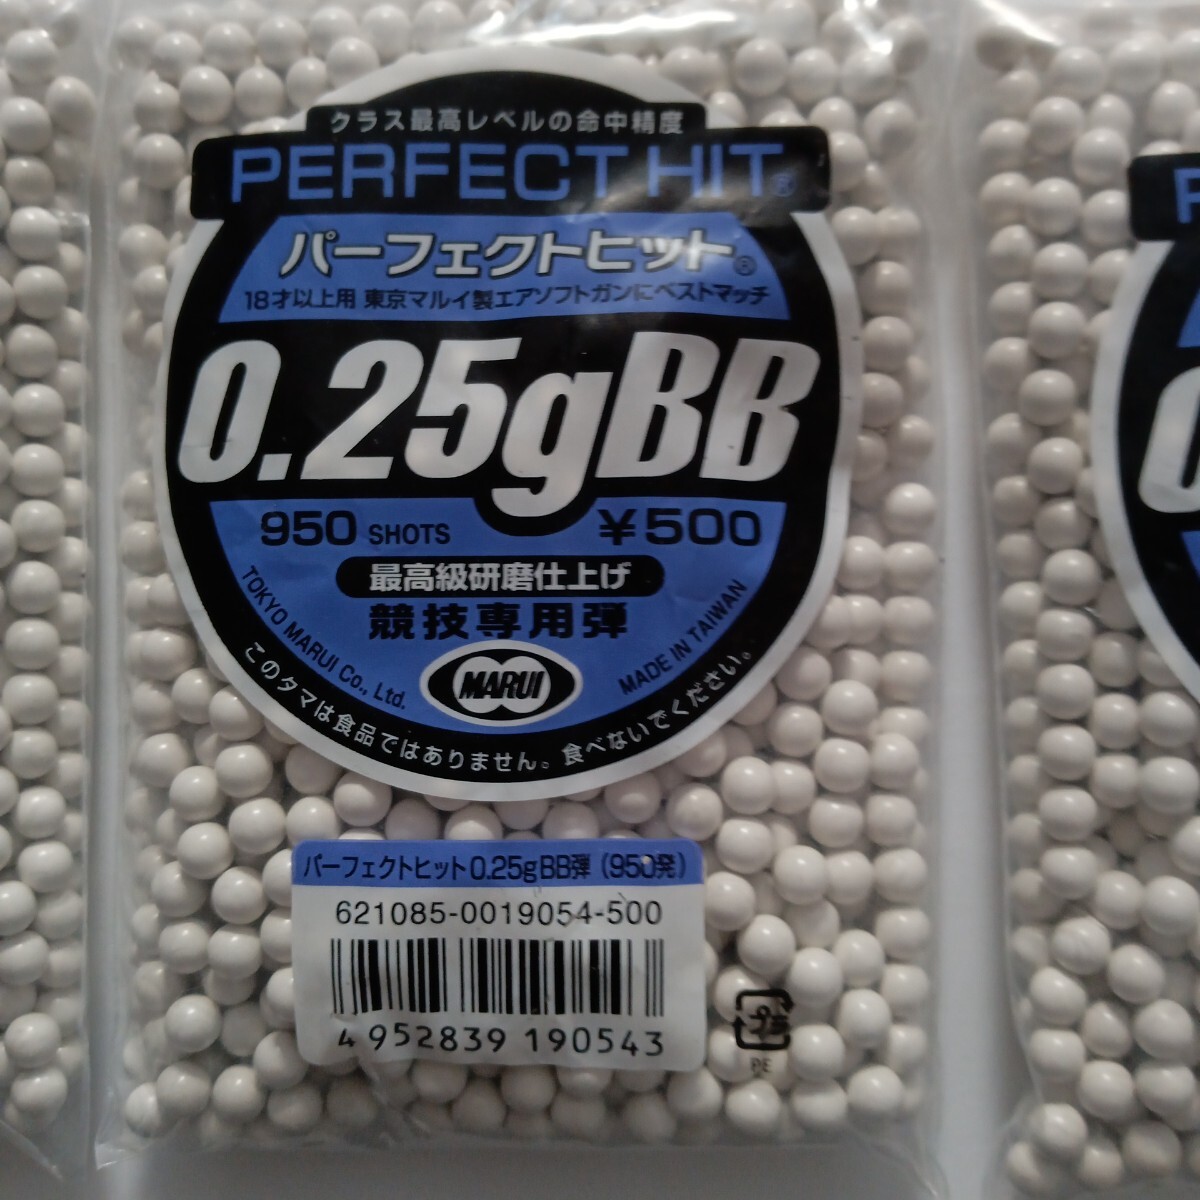 クラス最高レベルの命中精度
PERFECT HIT®
パーフェクトヒット®
18才以上用 東京マルイ製エアソフトガンにベストマッチ
0.25gBB
950 SHOTS ¥500
最高級研磨仕上げ
競技専用弾
TOKYO MARUI Co., Ltd.
MARUI
MADE IN TAIWAN
このタマは食品ではありません。食べないでください。
パーフェクトヒット0.25gBB弾(950発)
621085-0019054-500
4 952839 190543
プラ
PE
P
0